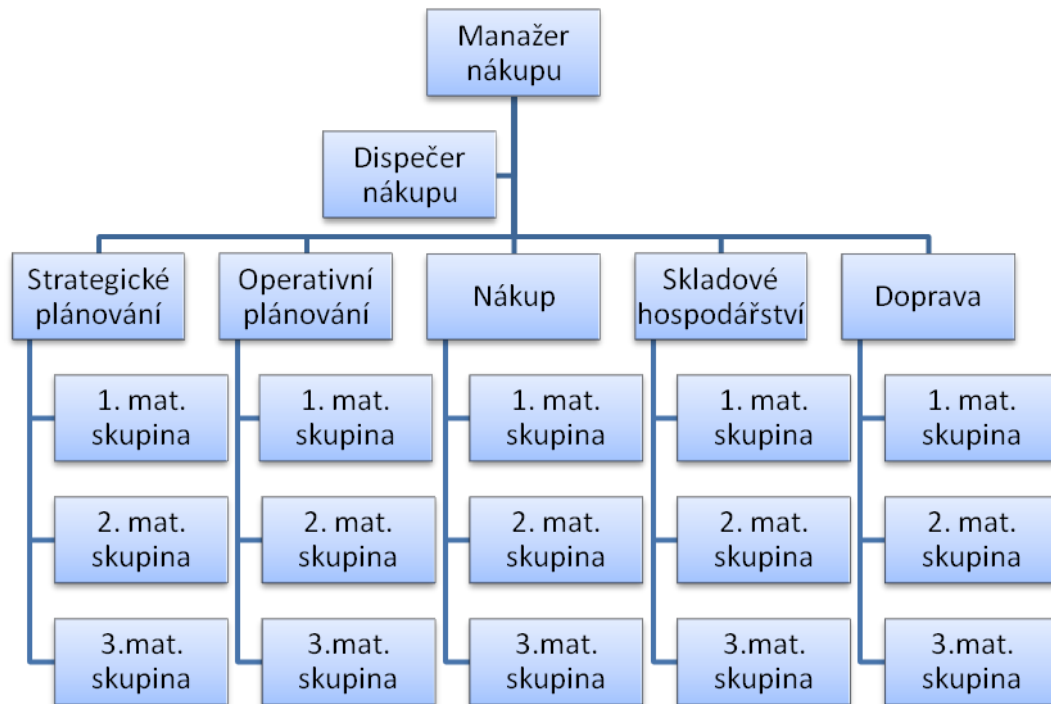 Manažer
nákupu
Dispečer
nákupu
Strategické
plánování
Operativní
plánování
Nákup
Skladové
hospodářství
Doprava
1. mat.
skupina
1. mat.
skupina
1. mat.
skupina
1. mat.
skupina
1. mat.
skupina
2. mat.
skupina
2. mat.
skupina
2. mat.
skupina
2. mat.
skupina
2. mat.
skupina
3.mat.
skupina
3.mat.
skupina
3.mat.
skupina
3.mat.
skupina
3.mat.
skupina